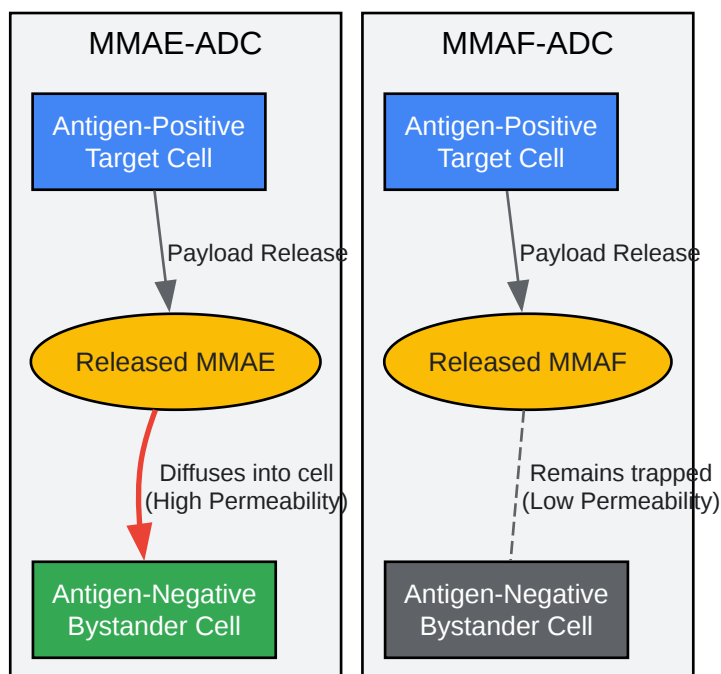 MMAE-ADC
Antigen-Positive
Target Cell
Payload Release
Released MMAE
Diffuses into cell
(High Permeability)
Antigen-Negative
Bystander Cell
MMAF-ADC
Antigen-Positive
Target Cell
Payload Release
Released MMAF
Remains trapped
(Low Permeability)
Antigen-Negative
Bystander Cell